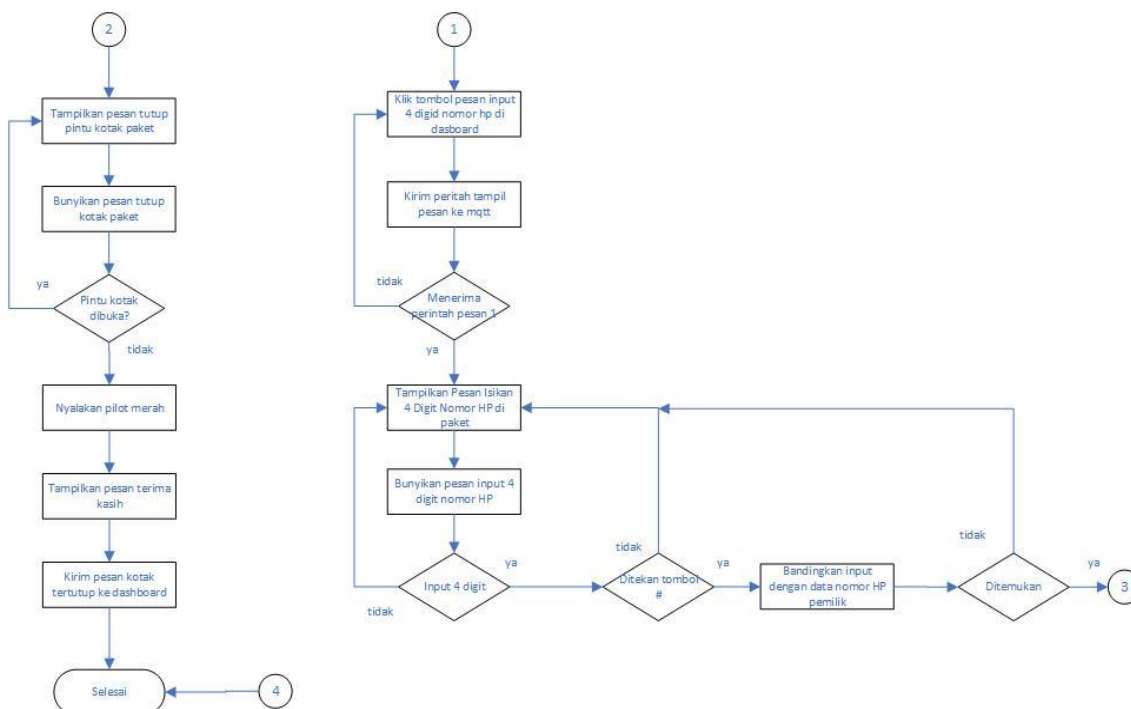 2
Tampilkan pesan tutup
pintu kotak paket
Bunyikan pesan tutup
kotak paket
ya
Pintu kotak
dibuka?
tidak
Nyalakan pilot merah
Tampilkan pesan terima
kasih
Kirim pesan kotak
tertutup ke dashboard
Selesai
4
1
Klik tombol pesan input
4 digid nomor hp di
dasboard
Kirim peritah tampil
pesan ke mqtt
tidak
Menerima
perintah pesan 1
ya
Tampilkan Pesan Isikan
4 Digit Nomor HP di
paket
Bunyikan pesan input 4
digit nomor HP
Input 4 digit
tidak
ya
Ditekan tombol
#
tidak
ya
Bandingkan input
dengan data nomor HP
pemilik
Ditemukan
tidak
ya
3